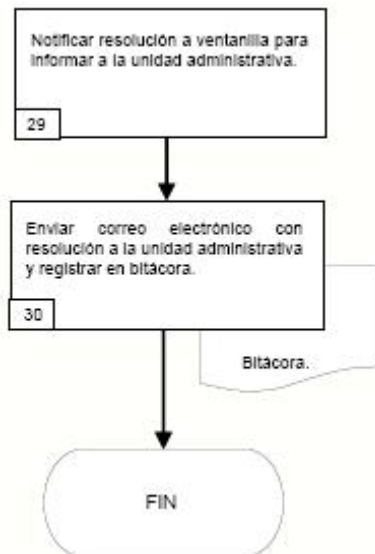 Notificar resolución a ventanilla para
informar a la unidad administrativa.
29
Enviar correo electrónico con
resolución a la unidad administrativa
y registrar en bitácora.
30
Bitácora.
FIN